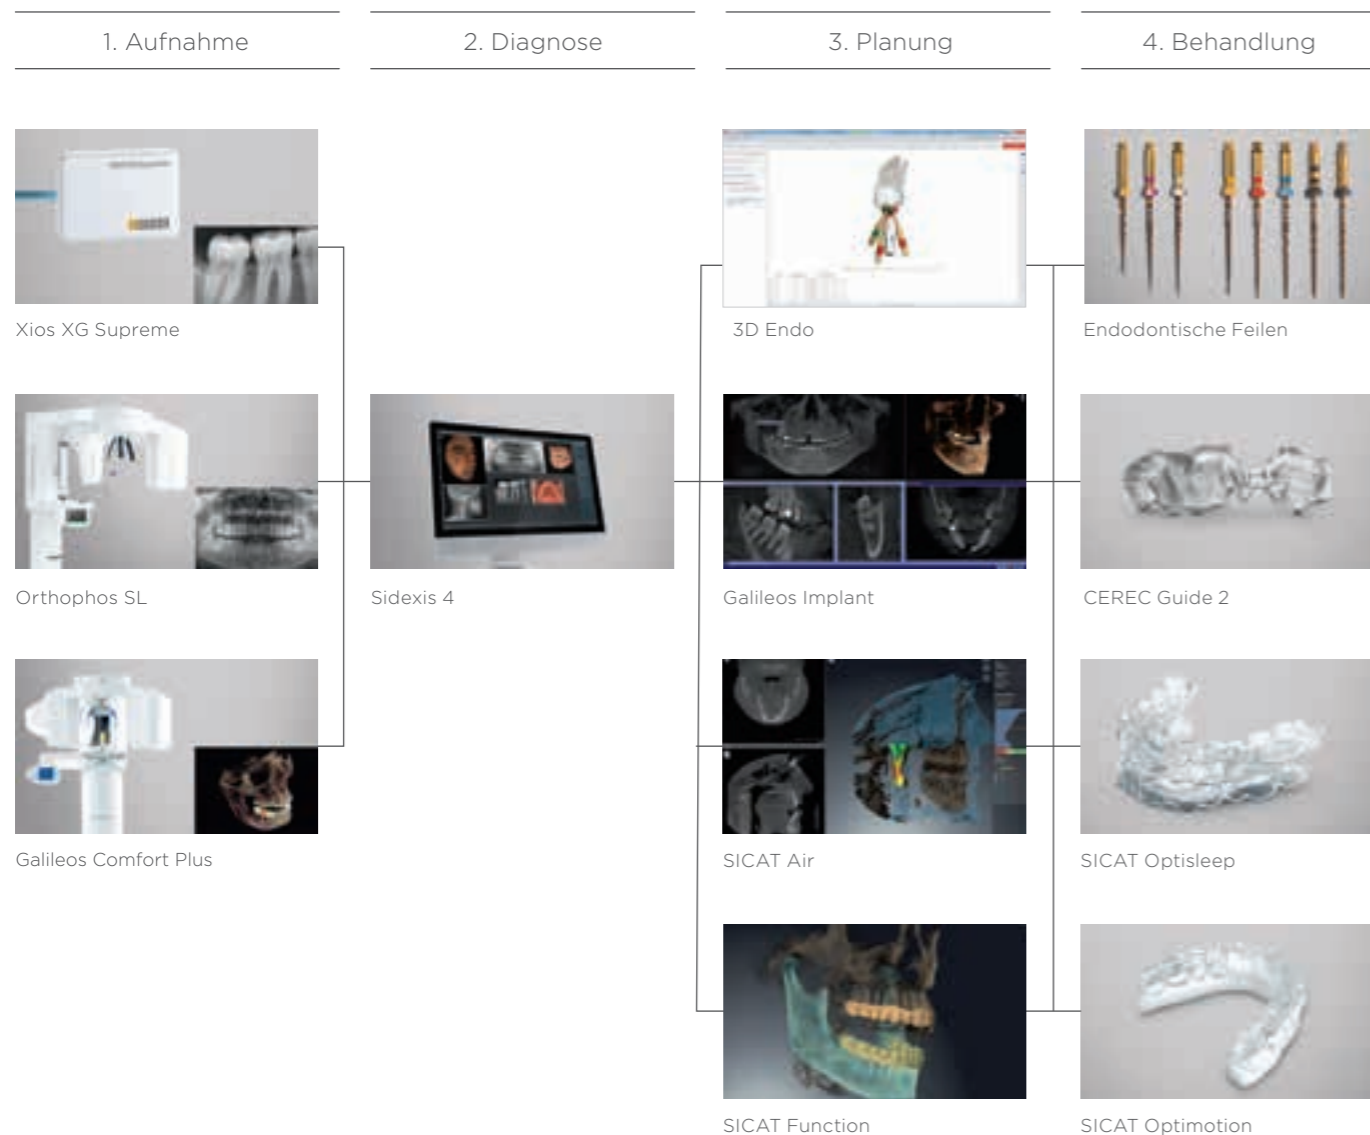 1. Aufnahme
2. Diagnose
3. Planung
4. Behandlung
Xios XG Supreme
3D Endo
Endodontische Feilen
Orthophos SL
Sidexis 4
Galileos Implant
CEREC Guide 2
Galileos Comfort Plus
SICAT Air
SICAT Optisleep
SICAT Function
SICAT Optimotion